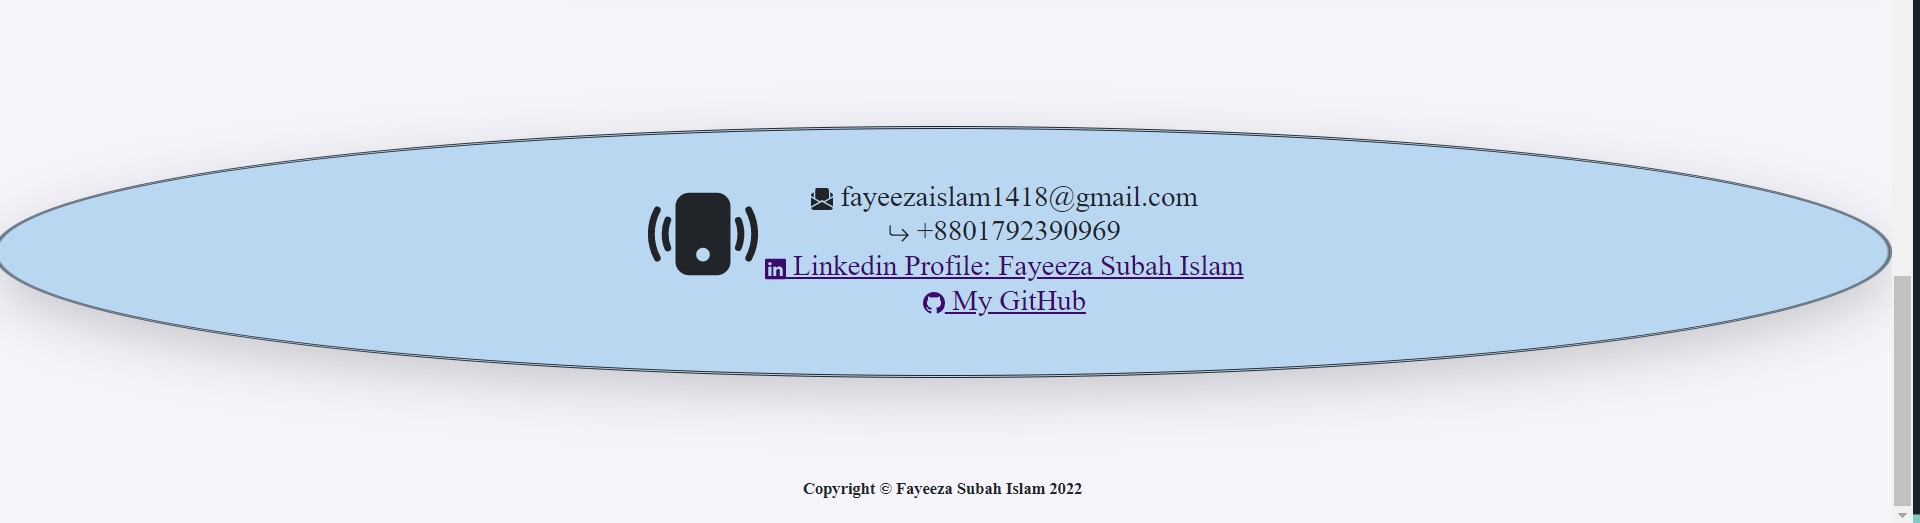 fayeezaislam1418@gmail.com
+8801792390969
Linkedin Profile: Fayeeza Subah Islam
My GitHub
Copyright © Fayeeza Subah Islam 2022